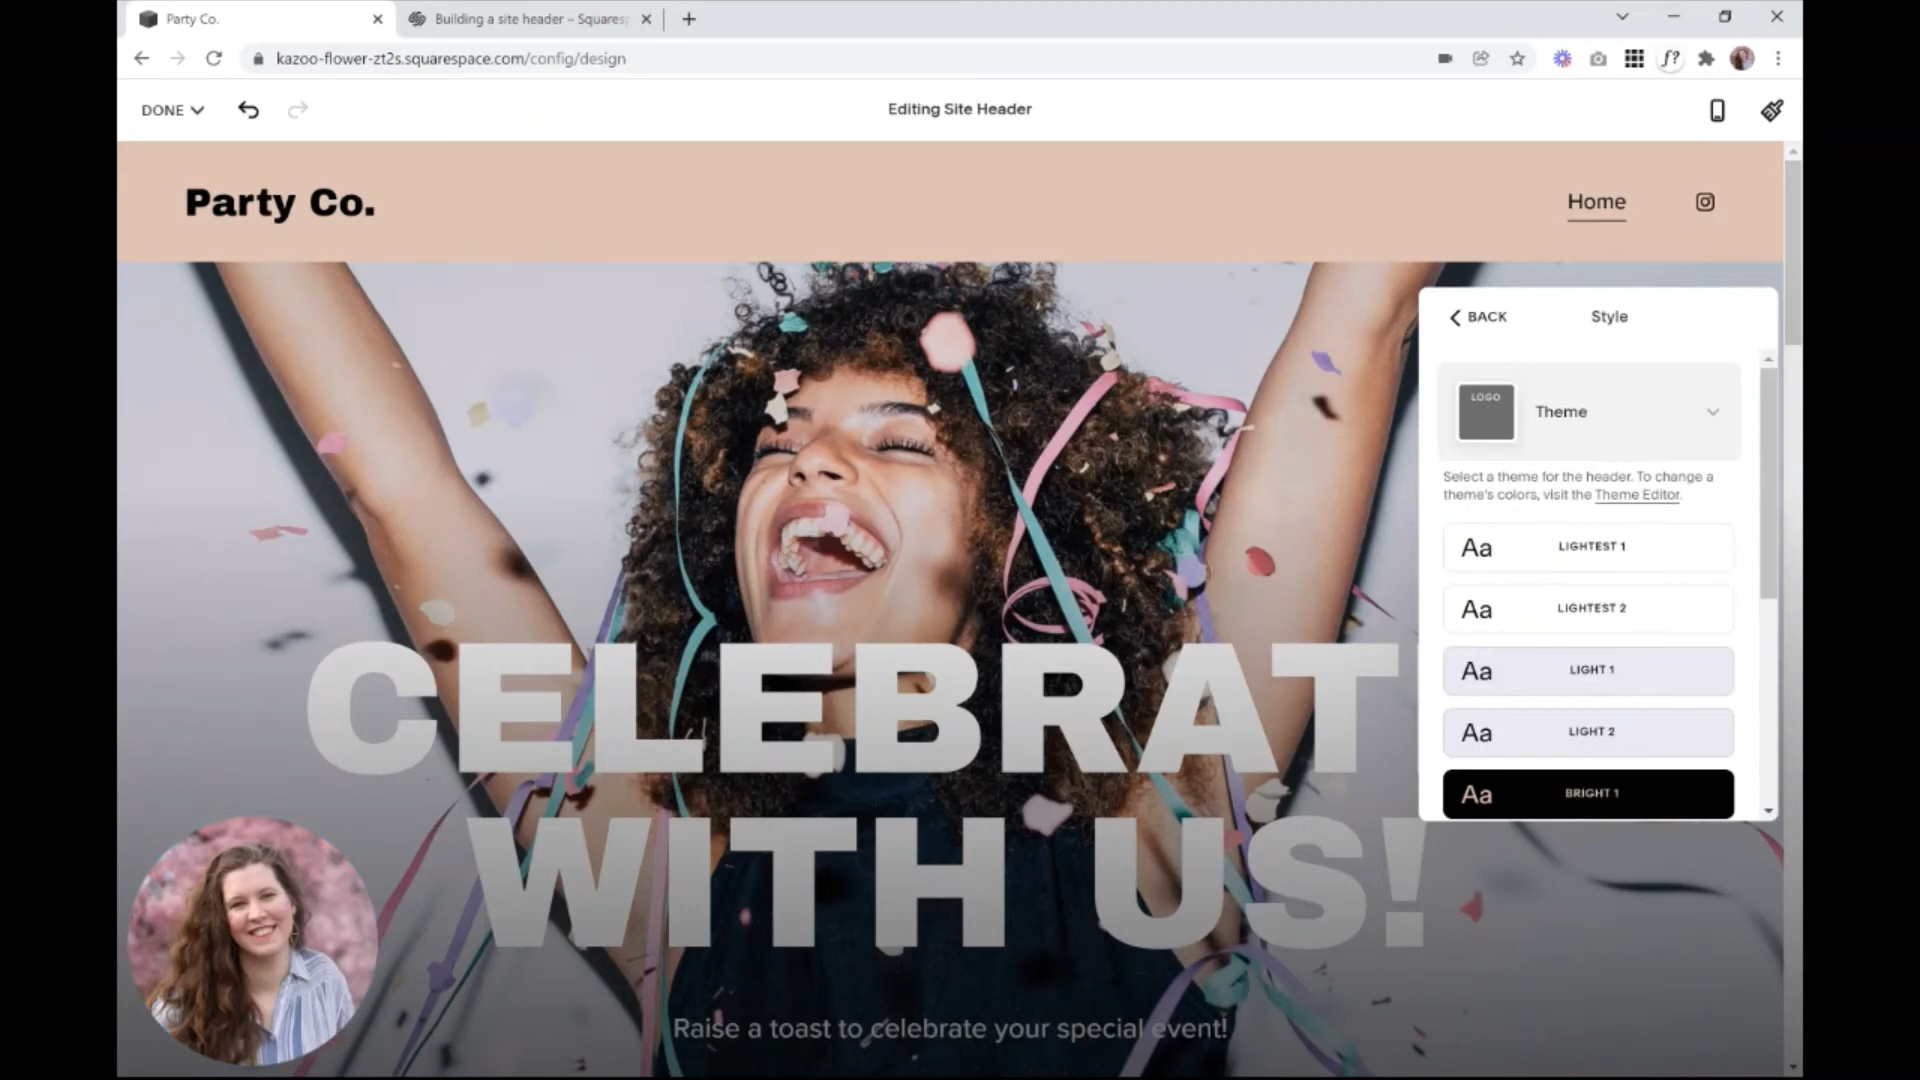 Party Co.
Building a site header – Squares
kazoo-flower-zt2s.squarespace.com/config/design
f?
DONE
Editing Site Header
Party Co.
Home
BACK
Style
LOGO
Theme
Select a theme for the header. To change a
theme's colors, visit the Theme Editor.
Aa LIGHTEST 1
Aa LIGHTEST 2
Aa LIGHT 1
Aa LIGHT 2
Aa BRIGHT 1
CELEBRAT
WITH US!
Raise a toast to celebrate your special event!